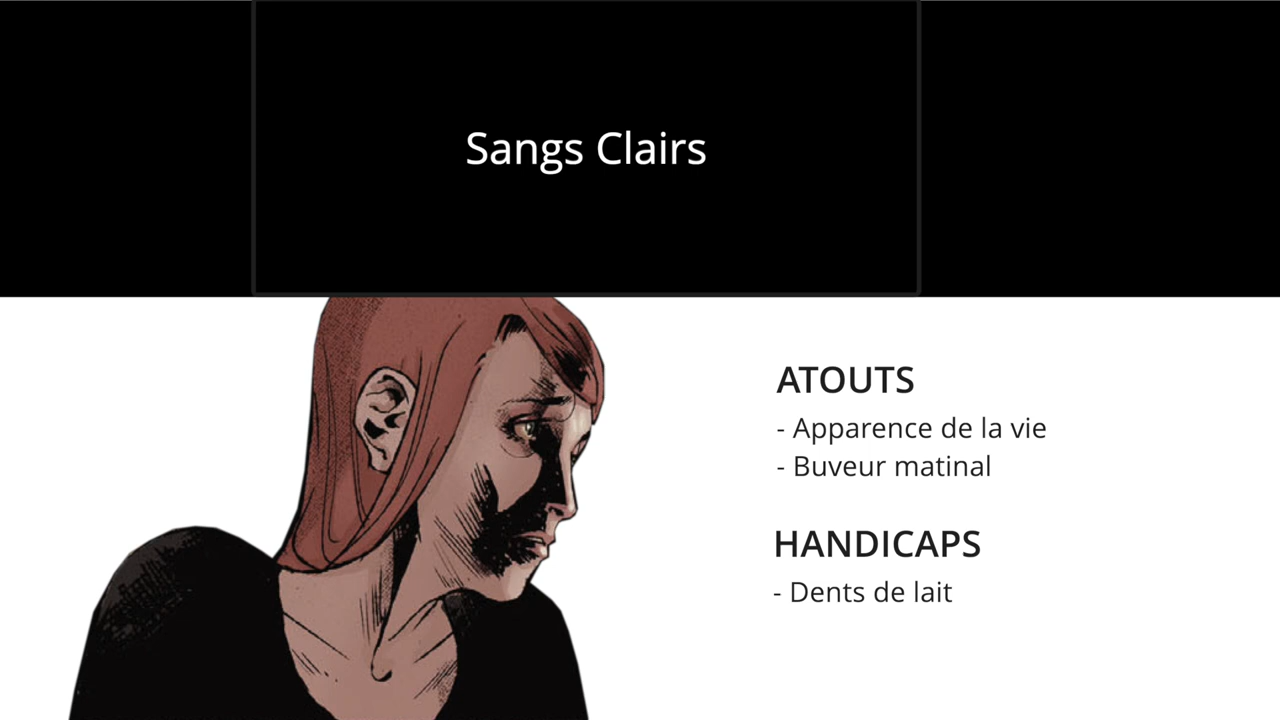 Sangs Clairs
ATOUTS
- Apparence de la vie
- Buveur matinal
HANDICAPS
- Dents de lait